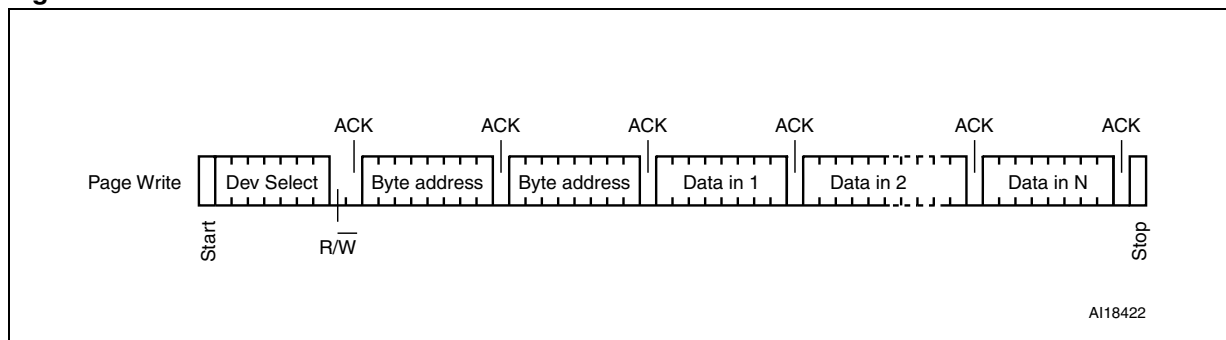 ACK ACK ACK ACK ACK ACK
Page Write Dev Select Byte address Byte address Data in 1 Data in 2 Data in N
Start R/W̅ Stop
AI18422